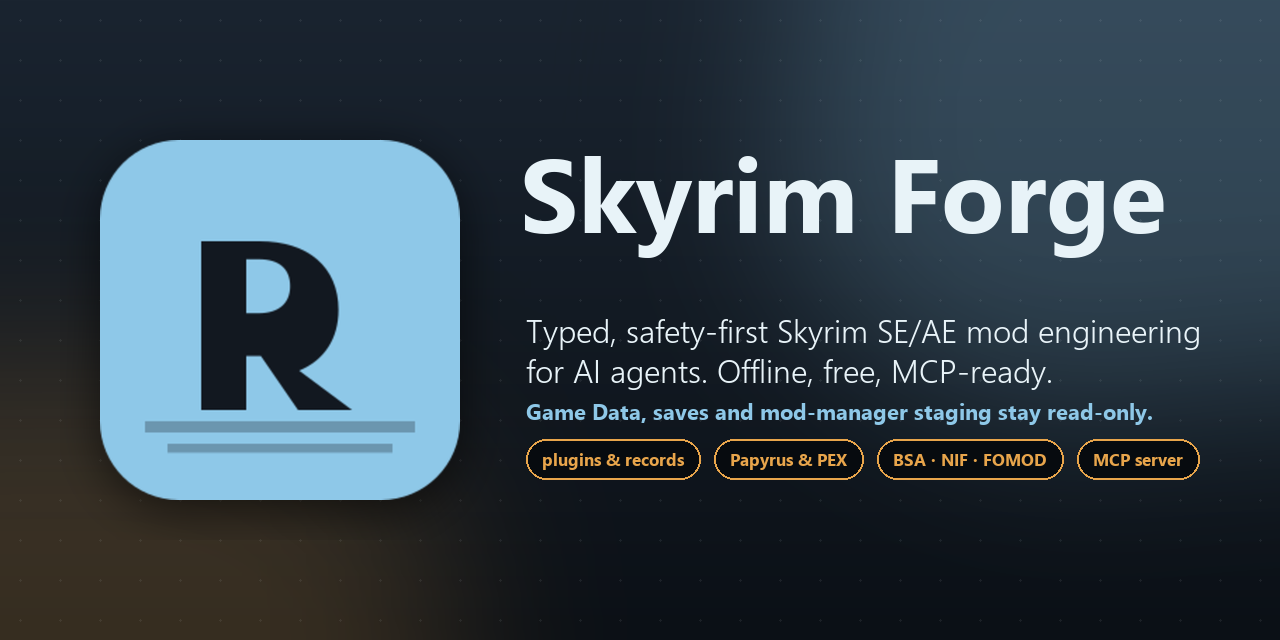 R
Skyrim Forge
Typed, safety-first Skyrim SE/AE mod engineering
for AI agents. Offline, free, MCP-ready.
Game Data, saves and mod-manager staging stay read-only.
plugins & records
Papyrus & PEX
BSA · NIF · FOMOD
MCP server